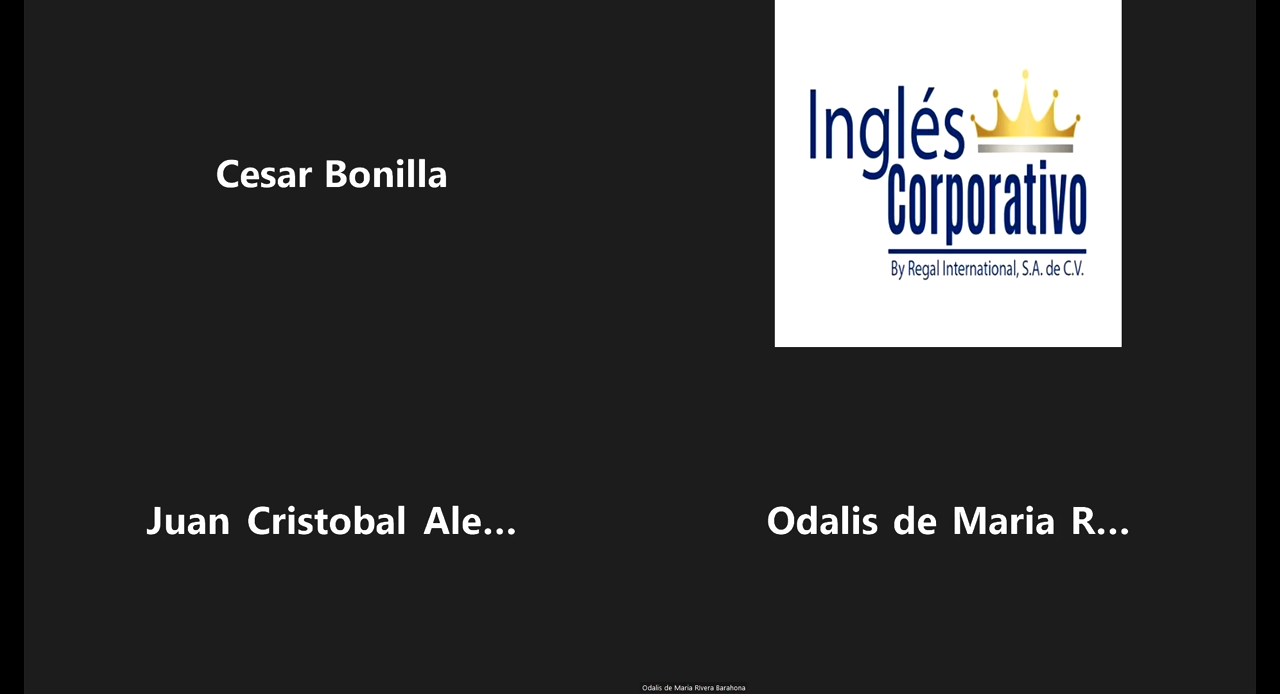 Cesar Bonilla
Inglés
Corporativo
By Regal International, S.A. de C.V.
Juan Cristobal Ale...
Odalis de Maria R...
Odalis de Maria Rivera Barahona